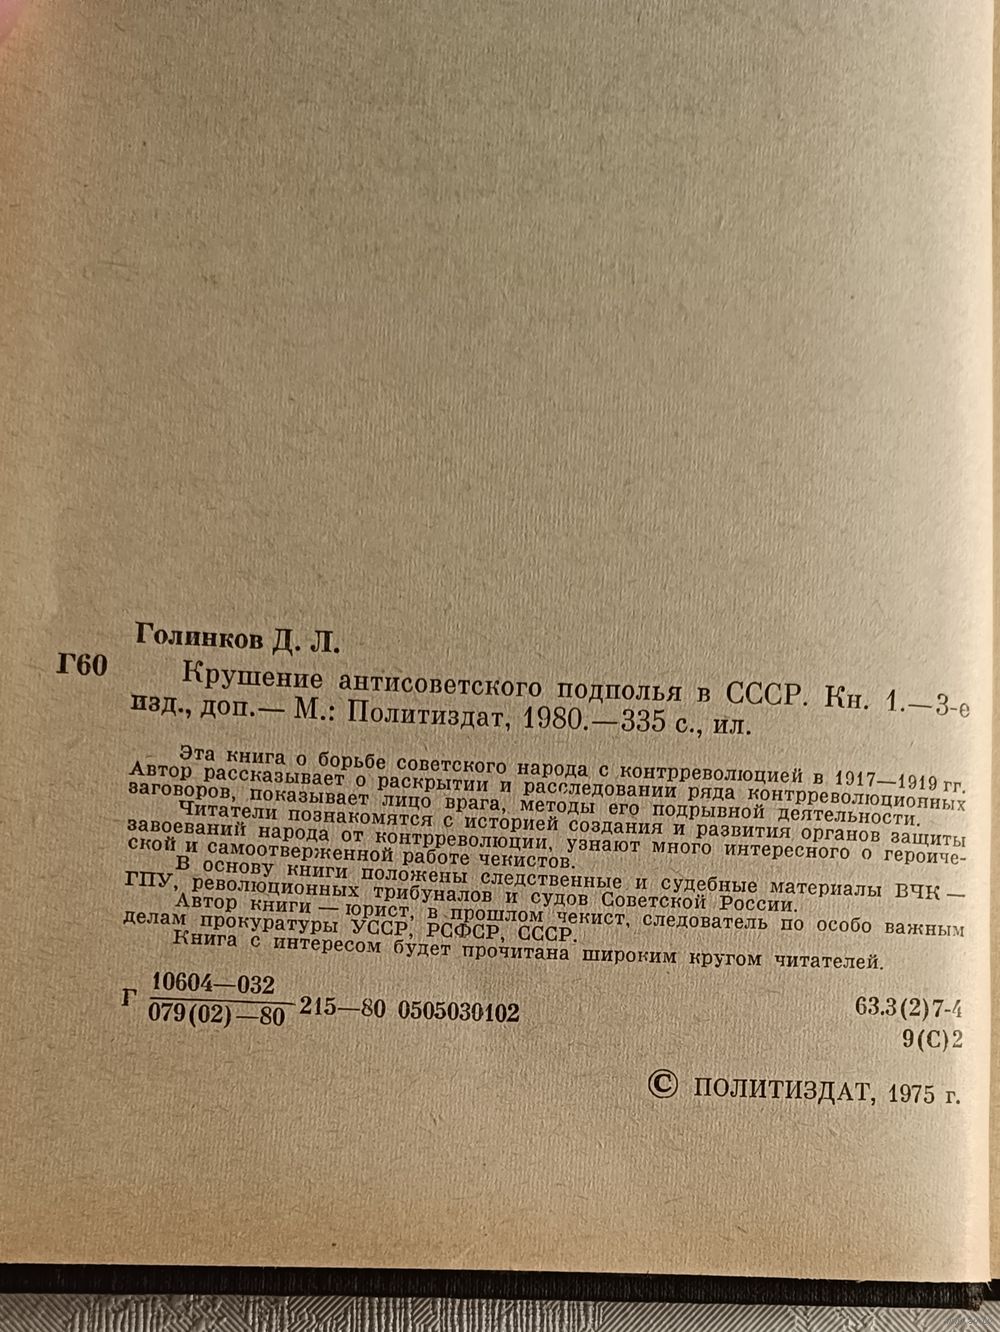 Голинков Д. Л.
Г60
Крушение антисоветского подполья в СССР. Кн. 1.—3-е
изд., доп.— М.: Политиздат, 1980.—335 с., ил.
Эта книга о борьбе советского народа с контрреволюцией в 1917—1919 гг.
Автор рассказывает о раскрытии и расследовании ряда контрреволюционных
заговоров, показывает лицо врага, методы его подрывной деятельности.
Читатели познакомятся с историей создания и развития органов защиты
завоеваний народа от контрреволюции, узнают много интересного о героиче-
ской и самоотверженной работе чекистов.
В основу книги положены следственные и судебные материалы ВЧК —
ГПУ, революционных трибуналов и судов Советской России.
Автор книги — юрист, в прошлом чекист, следователь по особо важным
делам прокуратуры УССР, РСФСР, СССР.
Книга с интересом будет прочитана широким кругом читателей.
10604—032
Г 215—80 0505030102
079(02)—80
63.3(2)7-4
9(С)2
© ПОЛИТИЗДАТ, 1975 г.